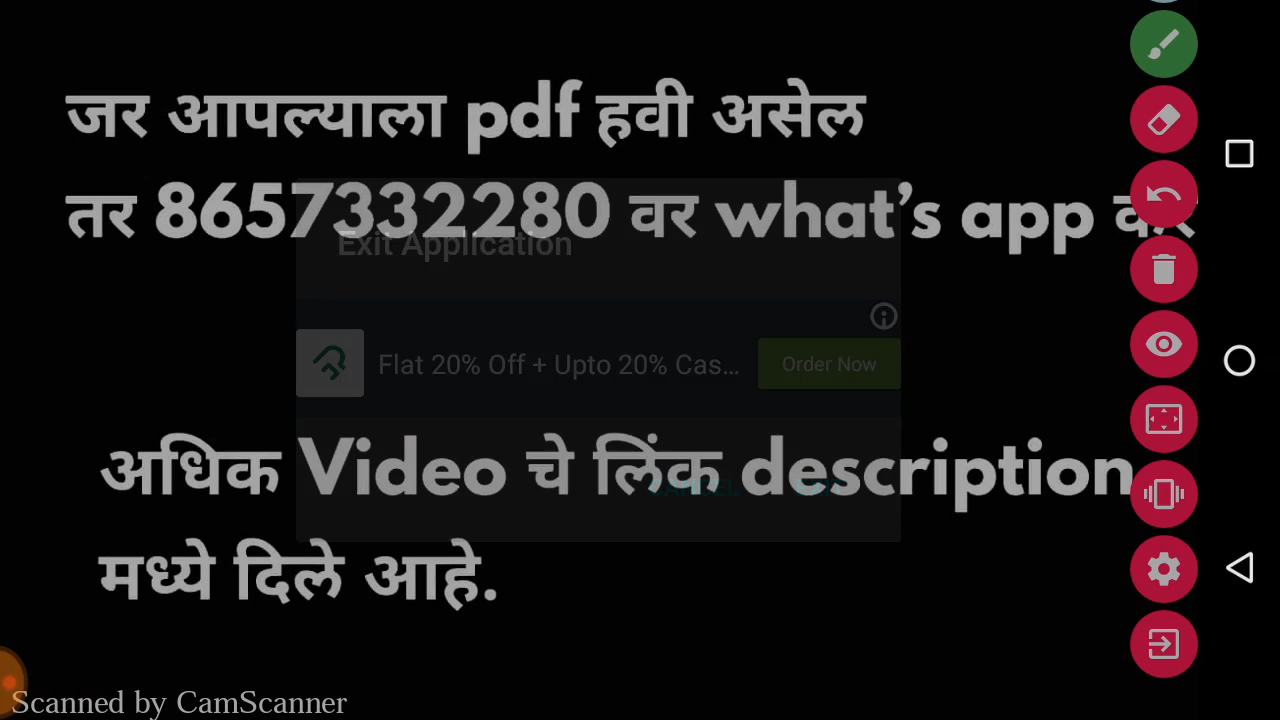 जर आपल्याला pdf हवी असेल
तर 8657332280 वर what's app
Exit Application
Flat 20% Off + Upto 20% Cas...
Order Now
अधिक Video चे लिंक description
CANCEL
मध्ये दिले आहे.
Scanned by CamScanner